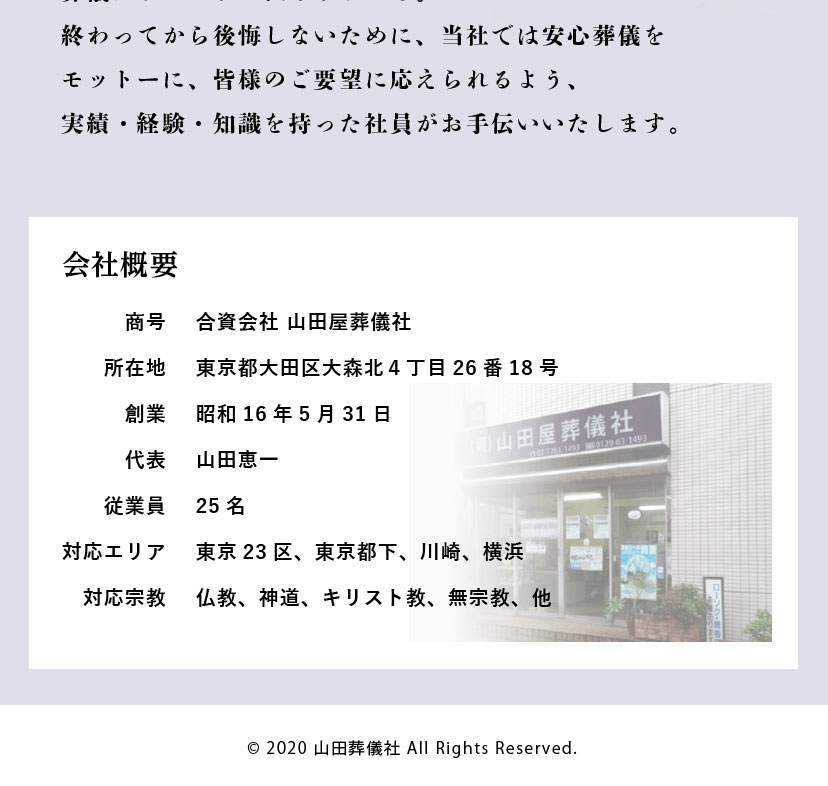 終わってから後悔しないために、当社では安心葬儀を
モットーに、皆様のご要望に応えられるよう、
実績・経験・知識を持った社員がお手伝いいたします。
会社概要
商号 合資会社 山田屋葬儀社
所在地 東京都大田区大森北4丁目26番18号
創業 昭和16年5月31日
代表 山田恵一
従業員 25名
対応エリア 東京23区、東京都下、川崎、横浜
対応宗教 仏教、神道、キリスト教、無宗教、他
(資)山田屋葬儀社
03-3761-1493 0120-03-1493
© 2020 山田葬儀社 All Rights Reserved.